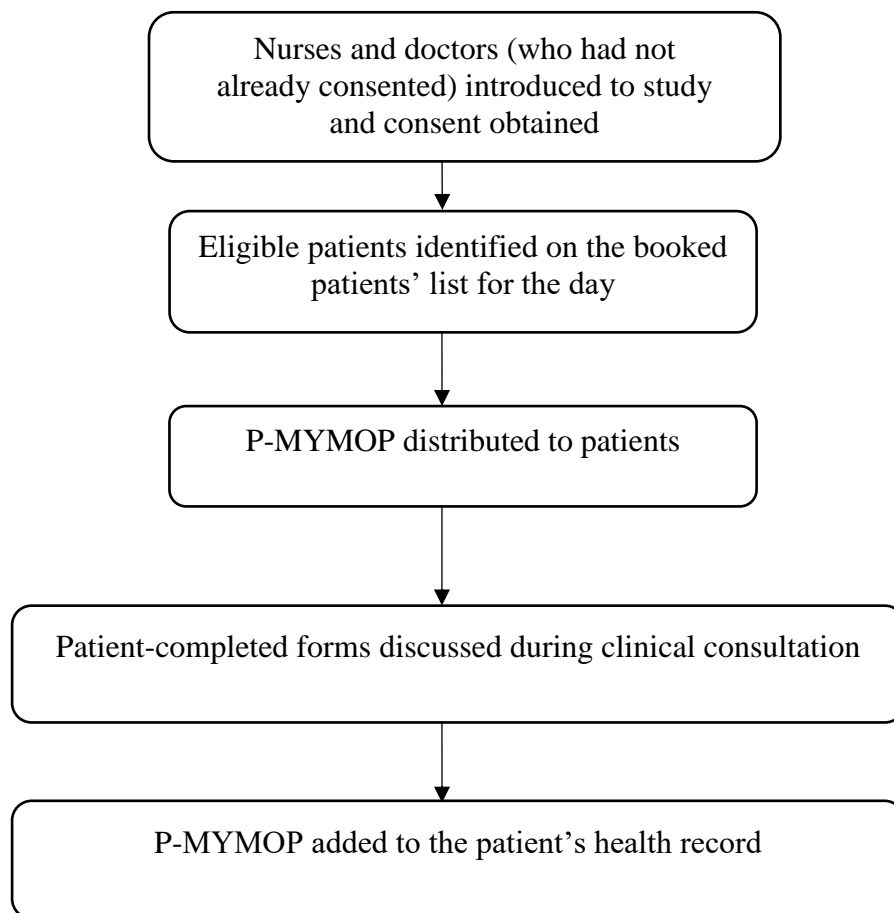 Nurses and doctors (who had not
already consented) introduced to study
and consent obtained
Eligible patients identified on the booked
patients’ list for the day
P-MYMOP distributed to patients
Patient-completed forms discussed during clinical consultation
P-MYMOP added to the patient’s health record